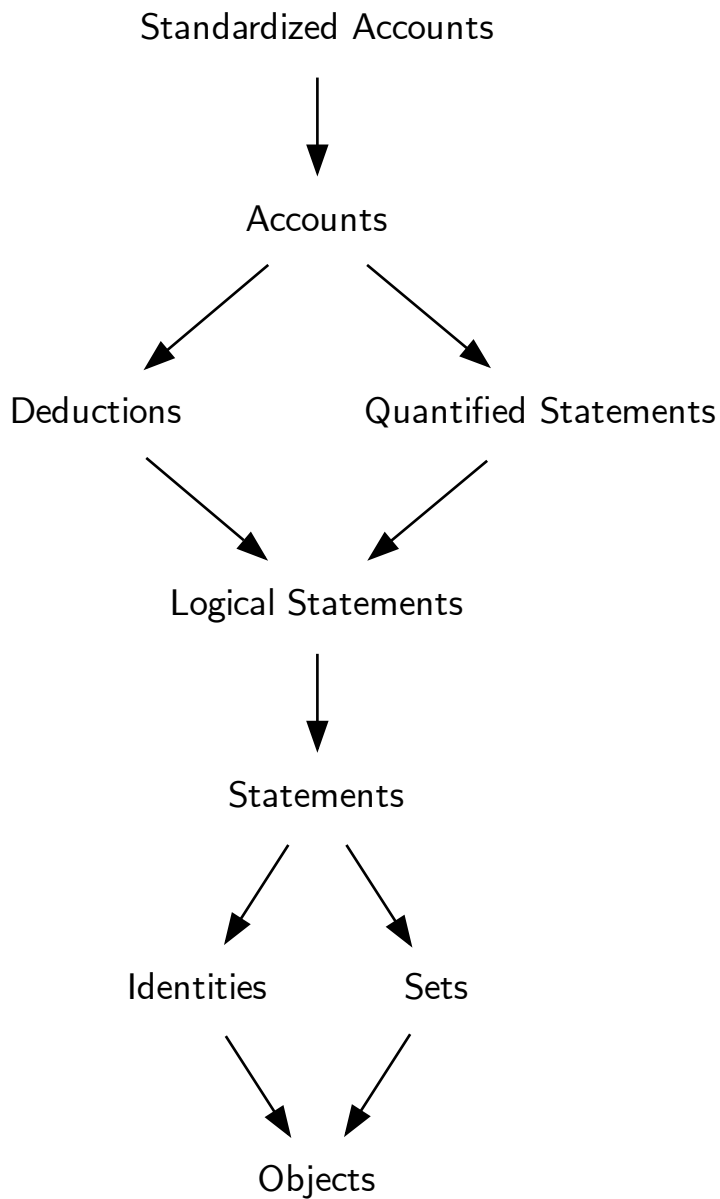 Standardized Accounts
Accounts
Deductions
Quantified Statements
Logical Statements
Statements
Identities
Sets
Objects